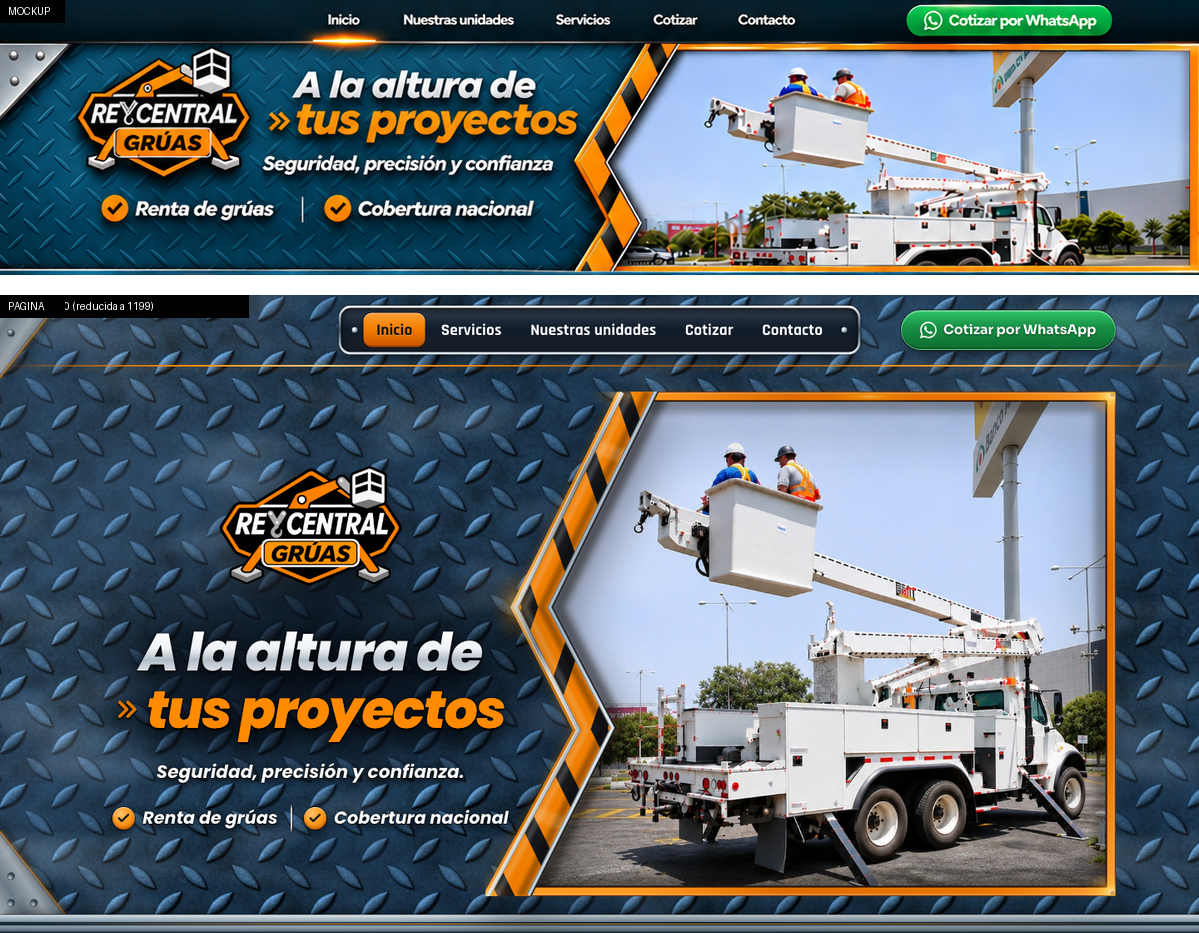 MOCKUP
Inicio
Nuestras unidades
Servicios
Cotizar
Contacto
Cotizar por WhatsApp
REYCENTRAL
GRÚAS
A la altura de
» tus proyectos
Seguridad, precisión y confianza
Renta de grúas
Cobertura nacional
PAGINA
0 (reducida a 1199)
Inicio
Servicios
Nuestras unidades
Cotizar
Contacto
Cotizar por WhatsApp
REYCENTRAL
GRÚAS
A la altura de
» tus proyectos
Seguridad, precisión y confianza.
Renta de grúas
Cobertura nacional